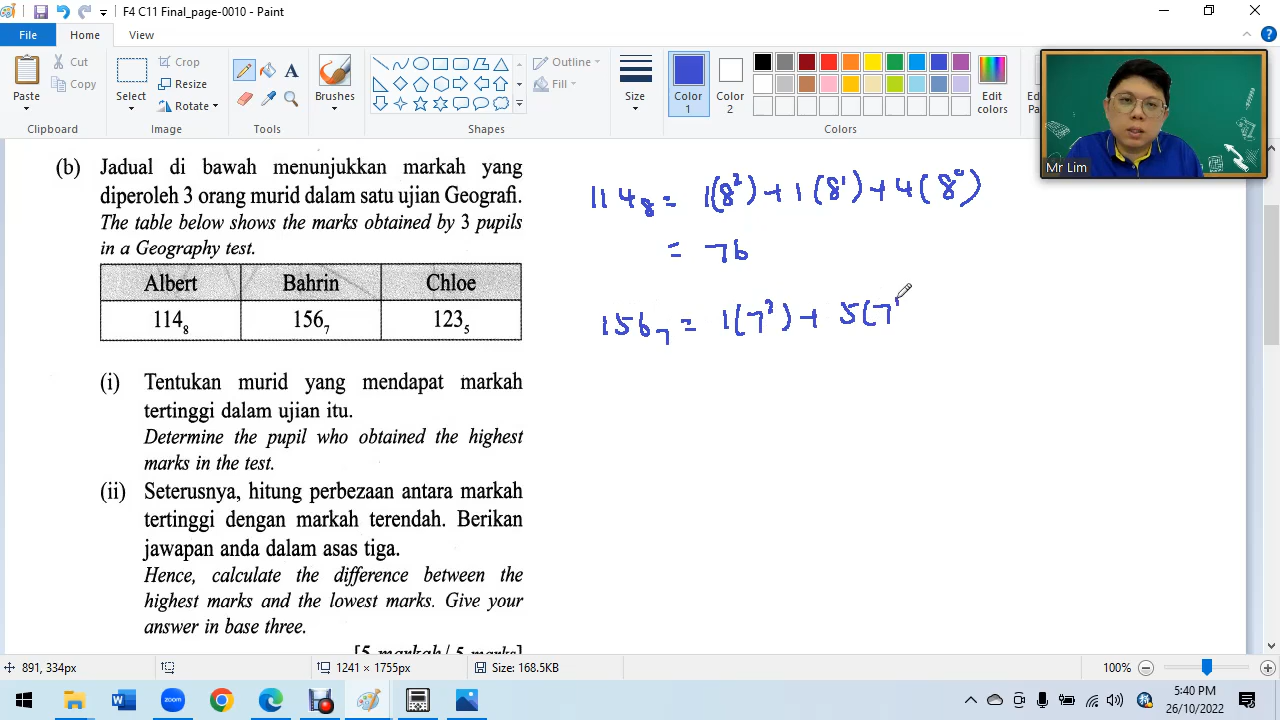 F4 C11 Final_page-0010 - Paint
File Home View
Cut
Copy
Paste
Clipboard
Crop
Resize
Rotate
Select
Image
Tools
Brushes
Outline
Fill
Shapes
Size
Color 1
Color 2
Edit colors
Colors
Mr Lim
(b) Jadual di bawah menunjukkan markah yang
diperoleh 3 orang murid dalam satu ujian Geografi.
The table below shows the marks obtained by 3 pupils
in a Geography test.
Albert Bahrin Chloe
114₈ 156₇ 123₅
(i) Tentukan murid yang mendapat markah
tertinggi dalam ujian itu.
Determine the pupil who obtained the highest
marks in the test.
(ii) Seterusnya, hitung perbezaan antara markah
tertinggi dengan markah terendah. Berikan
jawapan anda dalam asas tiga.
Hence, calculate the difference between the
highest marks and the lowest marks. Give your
answer in base three.
[5 markah/ 5 marks]
114₈ = 1(8²) + 1(8¹) + 4(8⁰)
= 76
156₇ = 1(7²) + 5(7¹
891, 334px
1241 × 1755px
Size: 168.5KB
100%
zoom
5:40 PM
26/10/2022